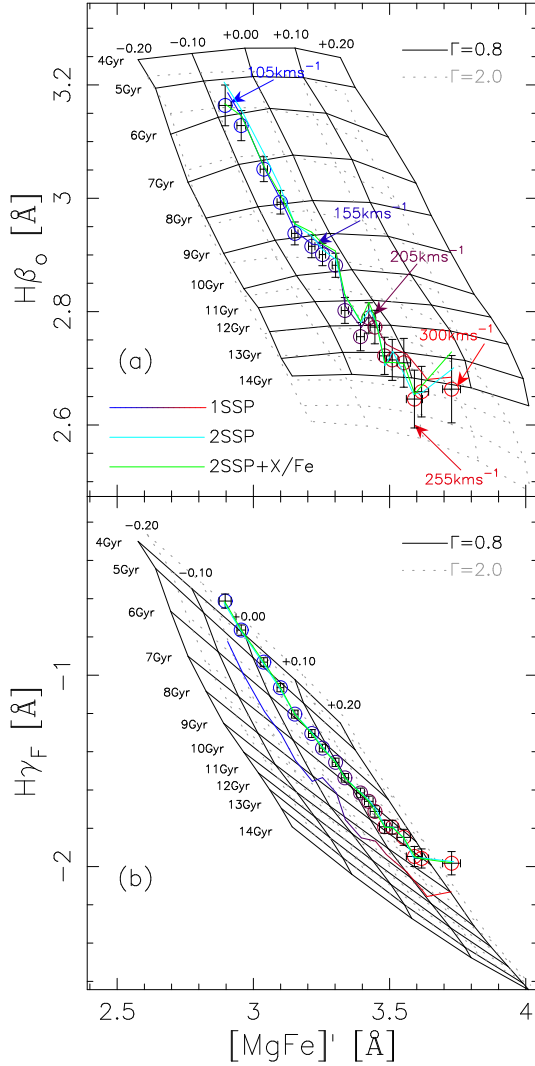 +0.00
-0.10 +0.10
-0.20 +0.20
4Gyr
5Gyr
6Gyr
7Gyr
8Gyr
9Gyr
10Gyr
11Gyr
12Gyr
13Gyr
14Gyr
Γ=0.8
Γ=2.0
105kms⁻¹
155kms⁻¹
205kms⁻¹
300kms⁻¹
255kms⁻¹
3.2
3
2.8
2.6
Hβ_O [Å]
(a)
1SSP
2SSP
2SSP+X/Fe
-0.20
-0.10
+0.00
+0.10
+0.20
4Gyr
5Gyr
6Gyr
7Gyr
8Gyr
9Gyr
10Gyr
11Gyr
12Gyr
13Gyr
14Gyr
Γ=0.8
Γ=2.0
-1
-2
Hγ_F [Å]
(b)
2.5 3 3.5 4
[MgFe]' [Å]